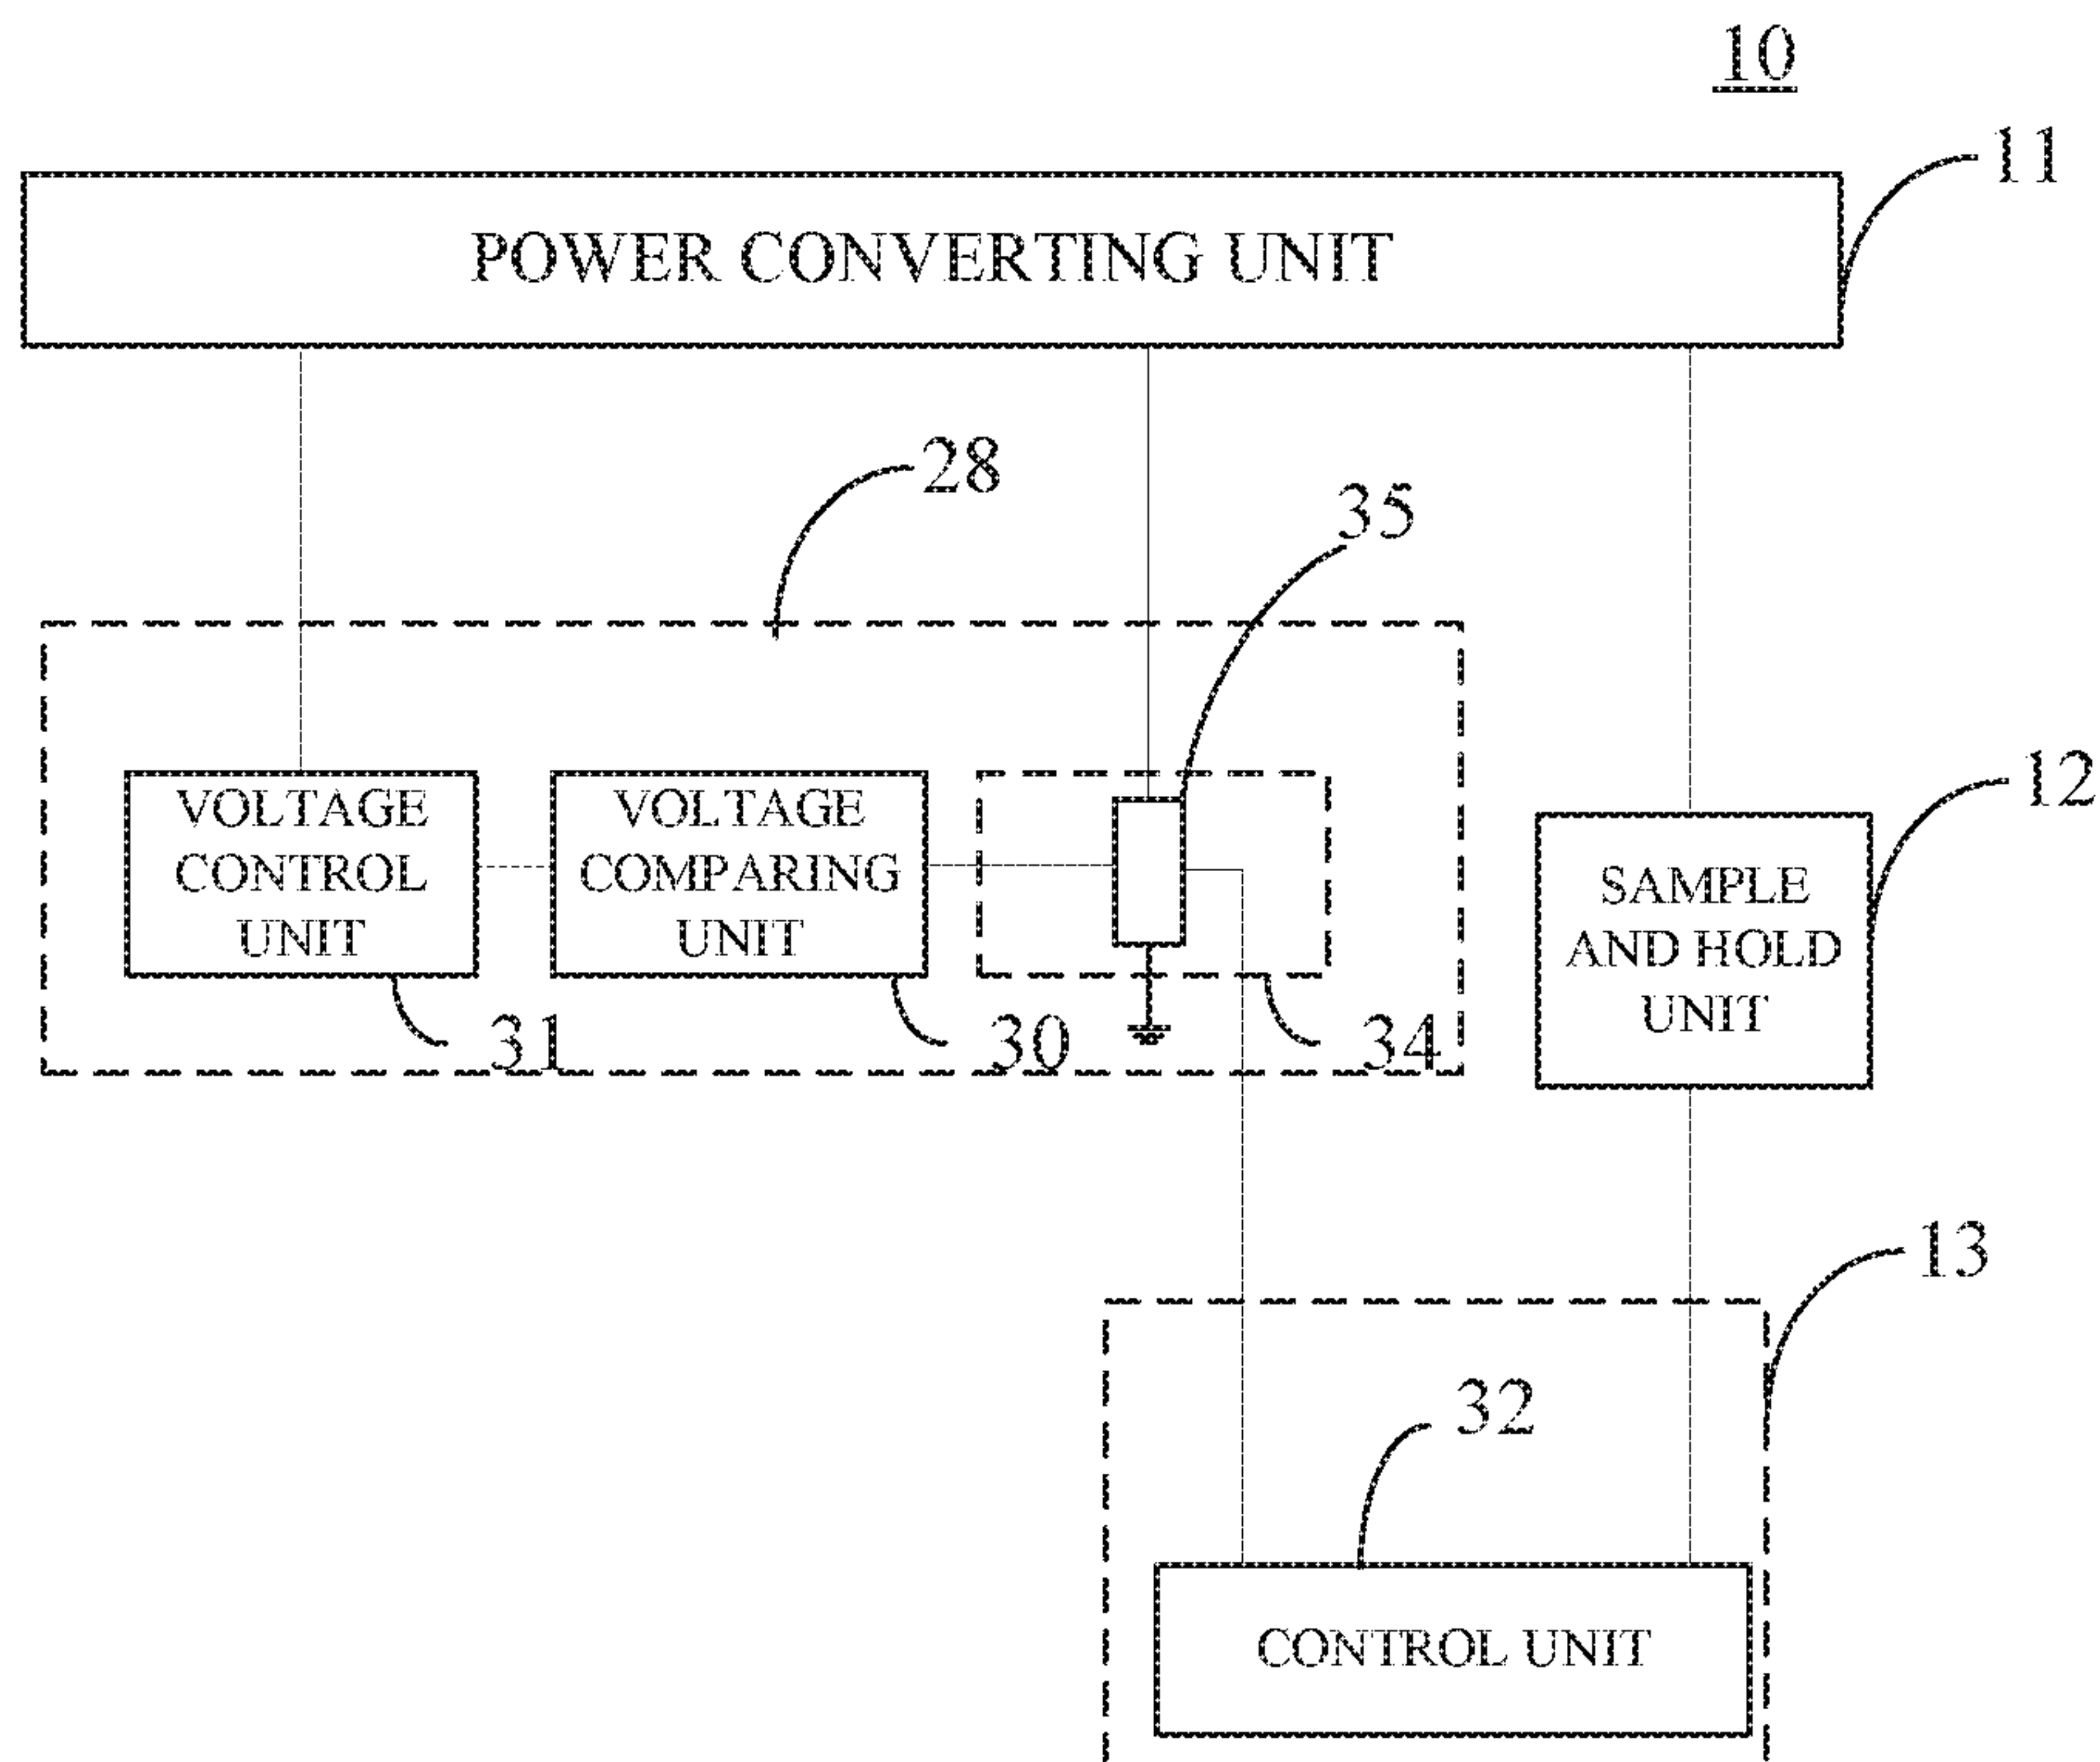 10
11
POWER CONVERTING UNIT
28
35
12
VOLTAGE
CONTROL
UNIT
VOLTAGE
COMPARING
UNIT
SAMPLE
AND HOLD
UNIT
31
30
34
13
32
CONTROL UNIT